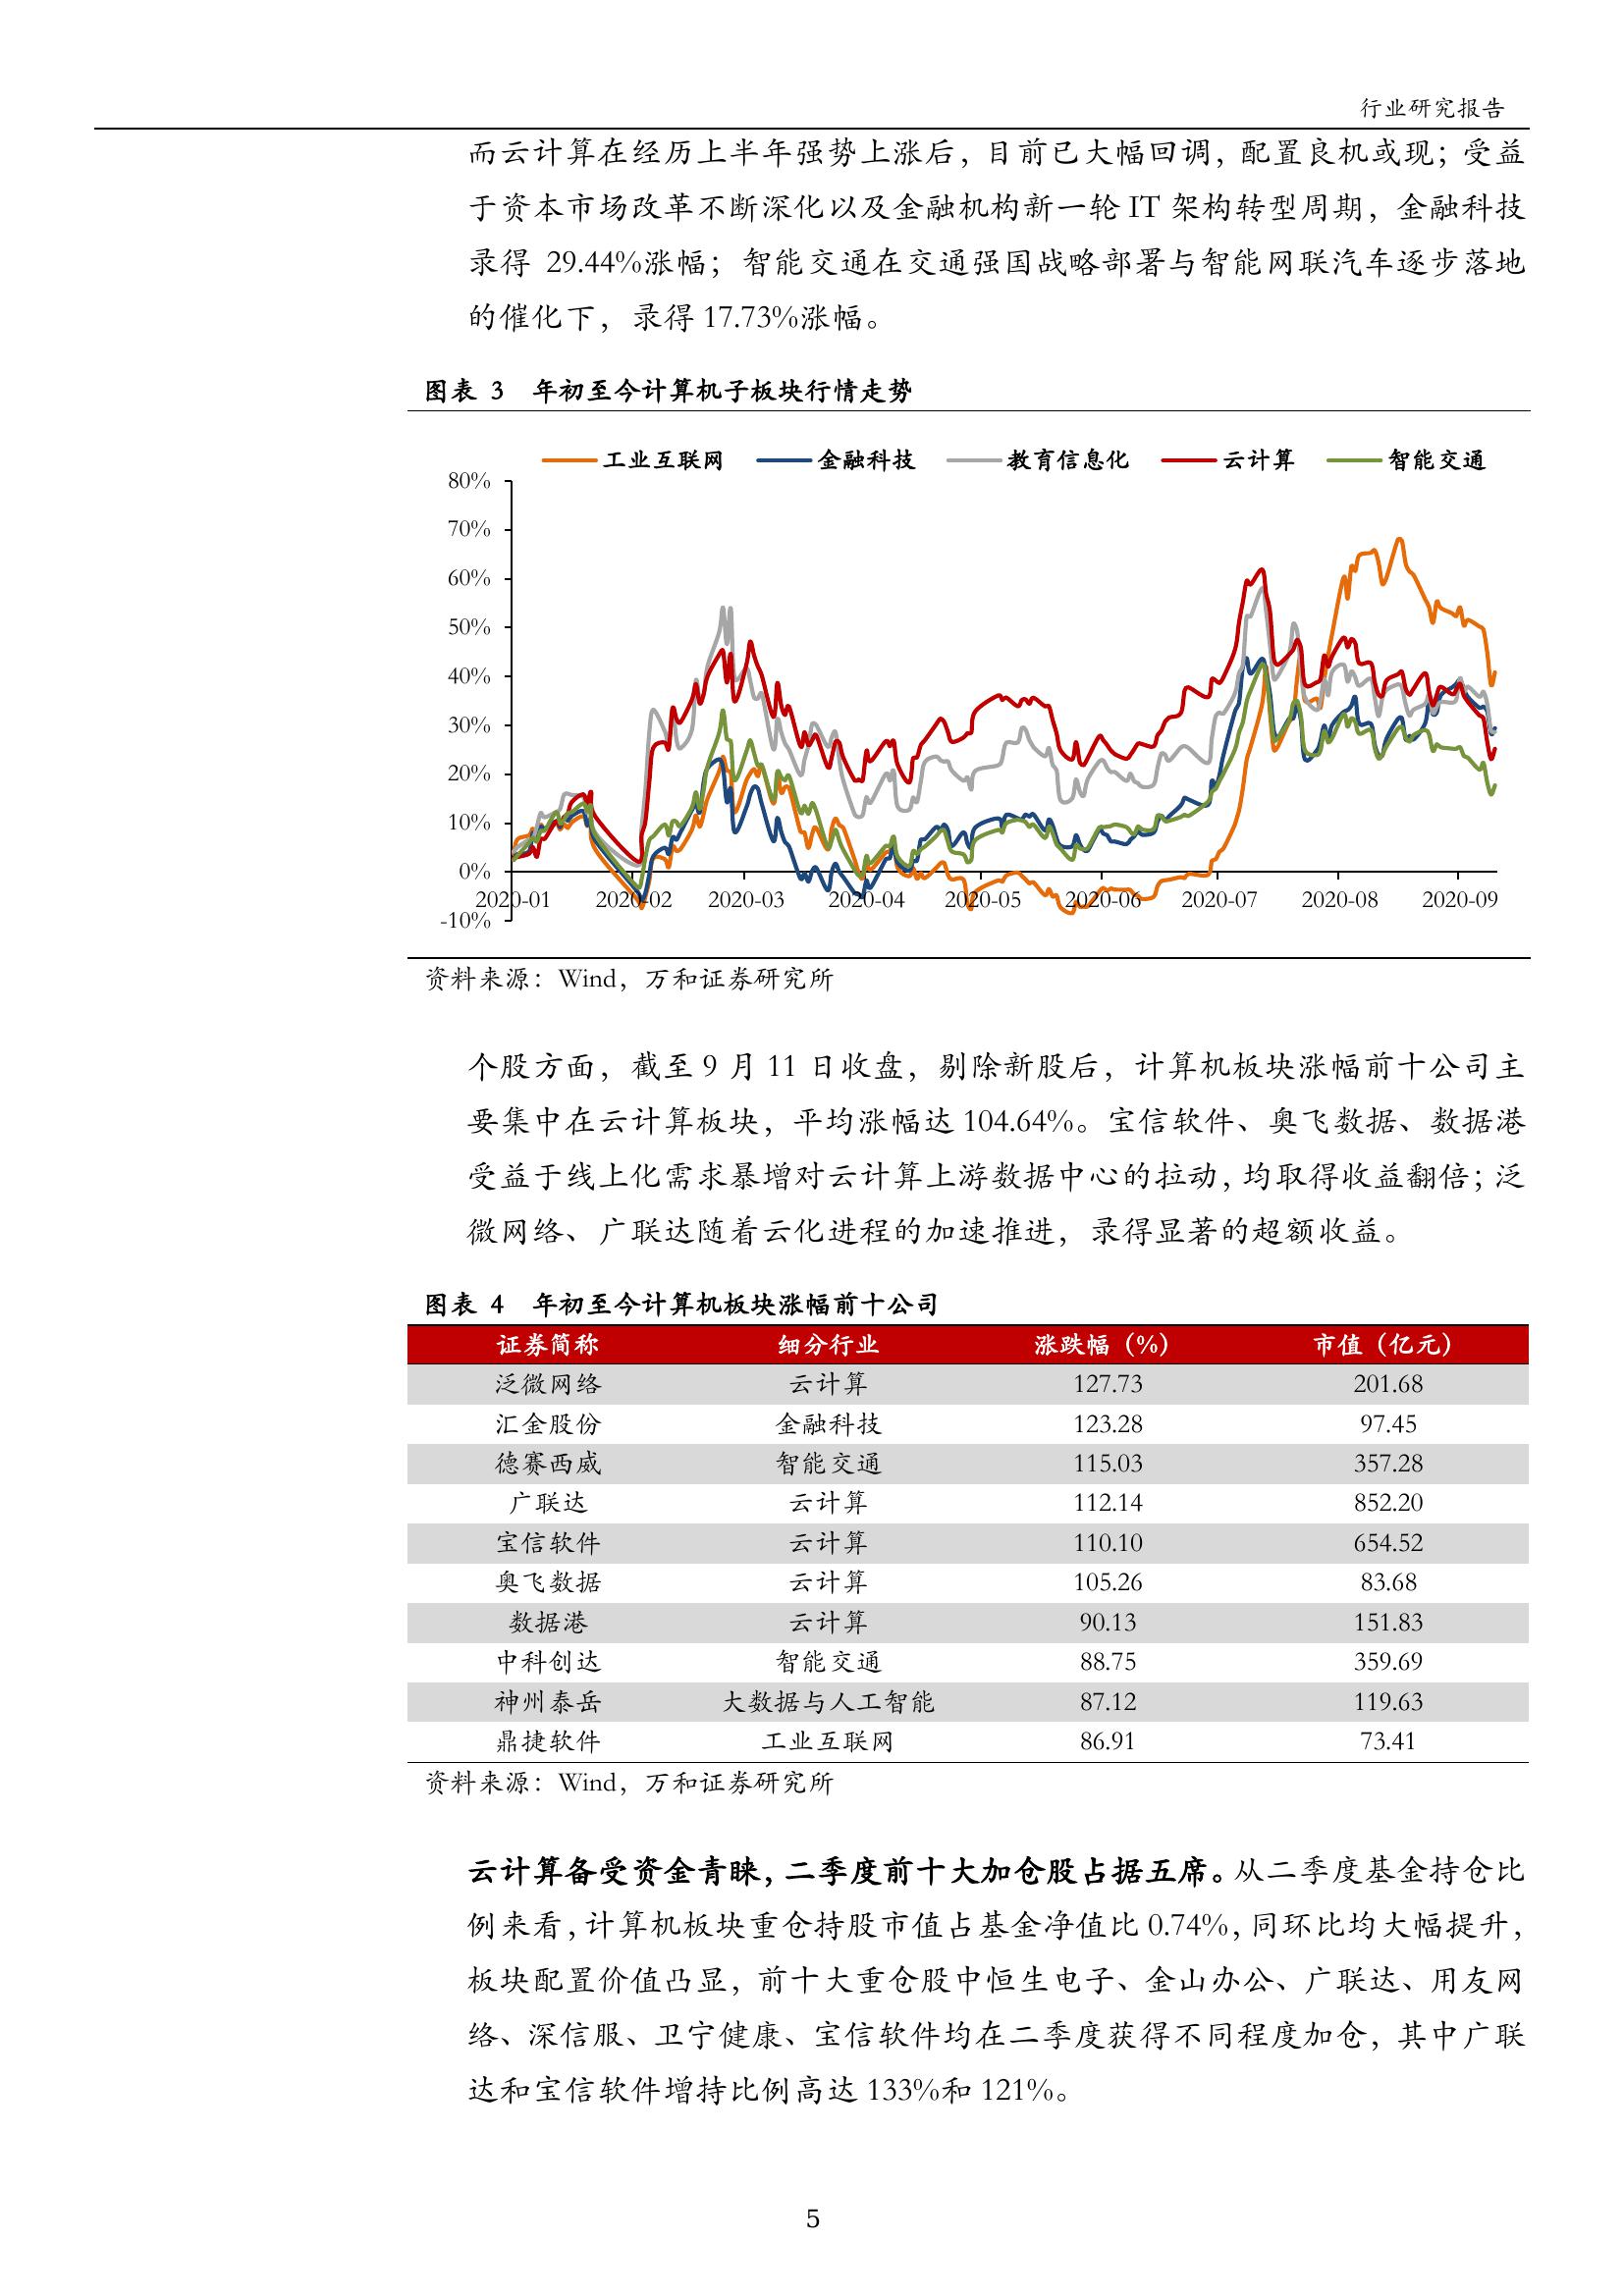 行业研究报告
而云计算在经历上半年强势上涨后，目前已大幅回调，配置良机或现；受益
于资本市场改革不断深化以及金融机构新一轮 IT 架构转型周期，金融科技
录得 29.44%涨幅；智能交通在交通强国战略部署与智能网联汽车逐步落地
的催化下，录得 17.73%涨幅。
图表 3 年初至今计算机子板块行情走势
工业互联网 金融科技 教育信息化 云计算 智能交通
80%
70%
60%
50%
40%
30%
20%
10%
0%
2020-01 2020-02 2020-03 2020-04 2020-05 2020-06 2020-07 2020-08 2020-09
-10%
资料来源：Wind，万和证券研究所
个股方面，截至 9 月 11 日收盘，剔除新股后，计算机板块涨幅前十公司主
要集中在云计算板块，平均涨幅达 104.64%。宝信软件、奥飞数据、数据港
受益于线上化需求暴增对云计算上游数据中心的拉动，均取得收益翻倍；泛
微网络、广联达随着云化进程的加速推进，录得显著的超额收益。
图表 4 年初至今计算机板块涨幅前十公司
证券简称 细分行业 涨跌幅（%） 市值（亿元）
泛微网络 云计算 127.73 201.68
汇金股份 金融科技 123.28 97.45
德赛西威 智能交通 115.03 357.28
广联达 云计算 112.14 852.20
宝信软件 云计算 110.10 654.52
奥飞数据 云计算 105.26 83.68
数据港 云计算 90.13 151.83
中科创达 智能交通 88.75 359.69
神州泰岳 大数据与人工智能 87.12 119.63
鼎捷软件 工业互联网 86.91 73.41
资料来源：Wind，万和证券研究所
云计算备受资金青睐，二季度前十大加仓股占据五席。从二季度基金持仓比
例来看，计算机板块重仓持股市值占基金净值比 0.74%，同环比均大幅提升，
板块配置价值凸显，前十大重仓股中恒生电子、金山办公、广联达、用友网
络、深信服、卫宁健康、宝信软件均在二季度获得不同程度加仓，其中广联
达和宝信软件增持比例高达 133%和 121%。
5